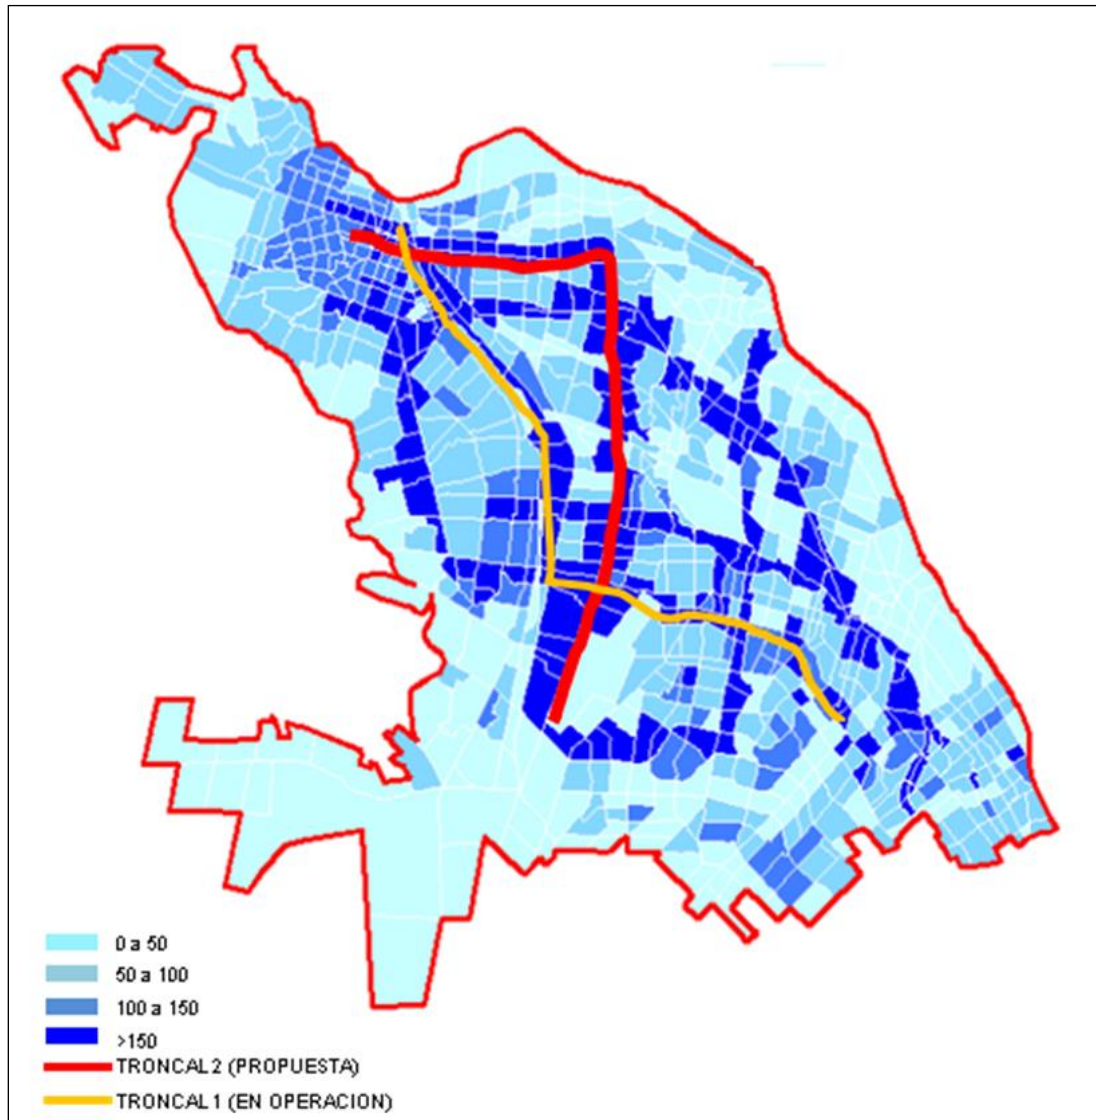 0 a 50
50 a 100
100 a 150
>150
TRONCAL 2 (PROPUESTA)
TRONCAL 1 (EN OPERACION)